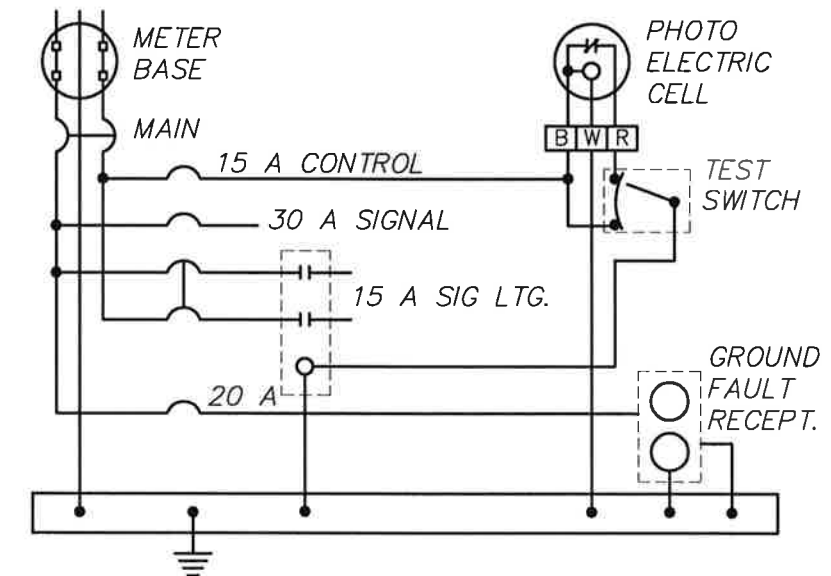 METER
BASE
PHOTO
ELECTRIC
CELL
MAIN
B W R
15 A CONTROL
TEST
SWITCH
30 A SIGNAL
15 A SIG LTG.
GROUND
FAULT
RECEPT.
20 A